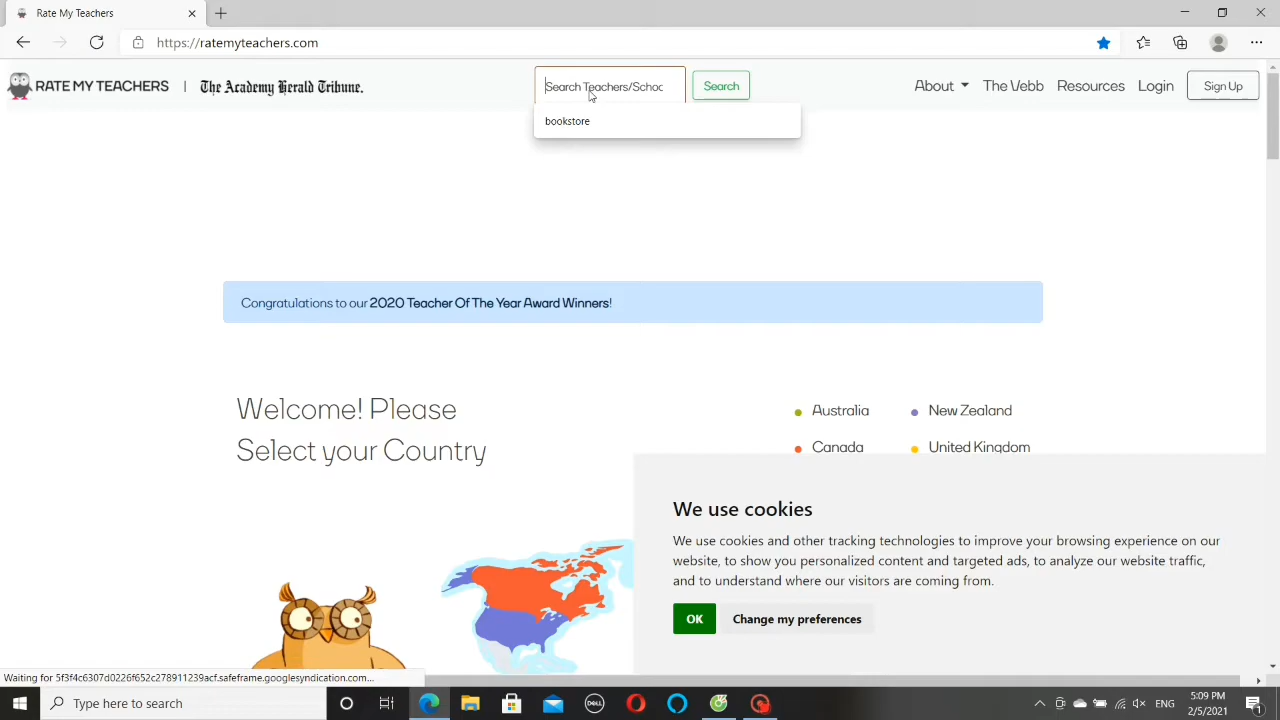 Rate My Teachers
https://ratemyteachers.com
RATE MY TEACHERS | The Academy Herald Tribune.
Search Teachers/School
Search
About
The Vebb
Resources
Login
Sign Up
bookstore
Congratulations to our 2020 Teacher Of The Year Award Winners!
Welcome! Please
Select your Country
Australia
New Zealand
Canada
United Kingdom
We use cookies
We use cookies and other tracking technologies to improve your browsing experience on our
website, to show you personalized content and targeted ads, to analyze our website traffic,
and to understand where our visitors are coming from.
OK
Change my preferences
Waiting for 5f3f4c6307d0226f652c278911239acf.safeframe.googlesyndication.com...
Type here to search
DELL
ENG
5:09 PM
2/5/2021
1